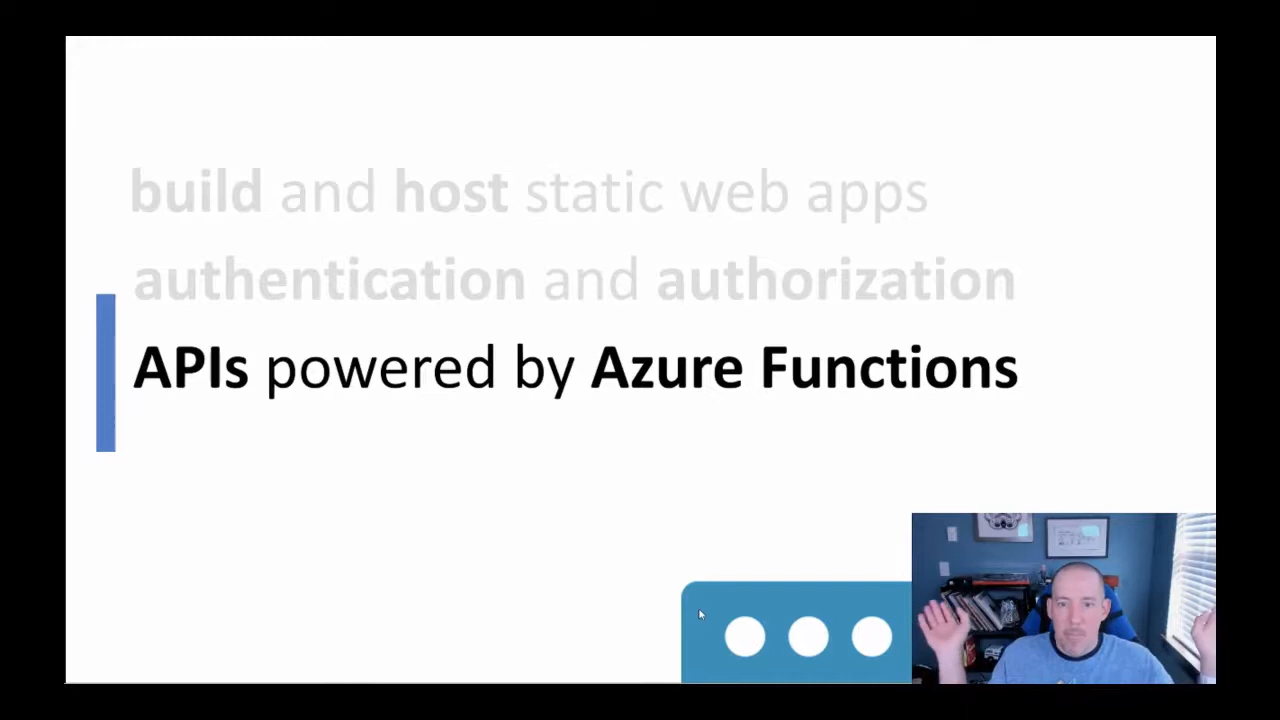 build and host static web apps
authentication and authorization
APIs powered by Azure Functions